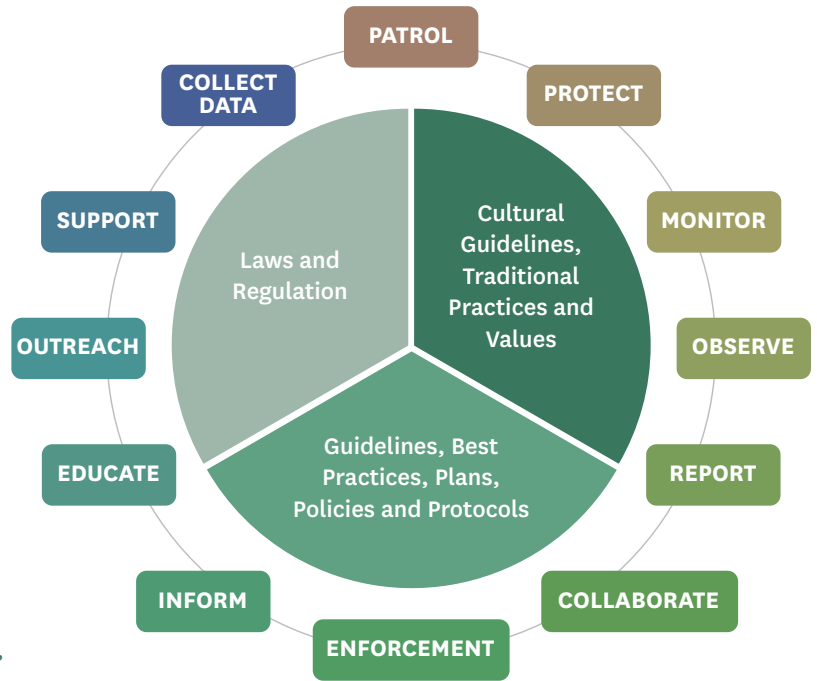 PATROL
PROTECT
MONITOR
OBSERVE
REPORT
COLLABORATE
ENFORCEMENT
INFORM
EDUCATE
OUTREACH
SUPPORT
COLLECT
DATA
Laws and
Regulation
Cultural
Guidelines,
Traditional
Practices and
Values
Guidelines, Best
Practices, Plans,
Policies and Protocols